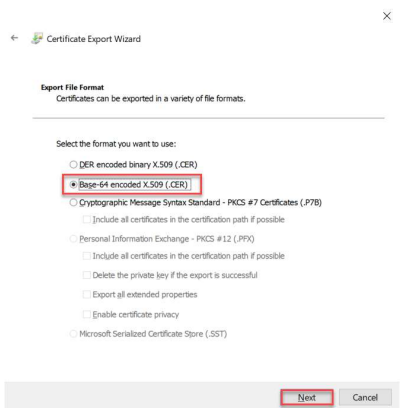 Certificate Export Wizard
Export File Format
Certificates can be exported in a variety of file formats.
Select the format you want to use:
DER encoded binary X.509 (.CER)
Base-64 encoded X.509 (.CER)
Cryptographic Message Syntax Standard - PKCS #7 Certificates (.P7B)
Include all certificates in the certification path if possible
Personal Information Exchange - PKCS #12 (.PFX)
Include all certificates in the certification path if possible
Delete the private key if the export is successful
Export all extended properties
Enable certificate privacy
Microsoft Serialized Certificate Store (.SST)
Next Cancel